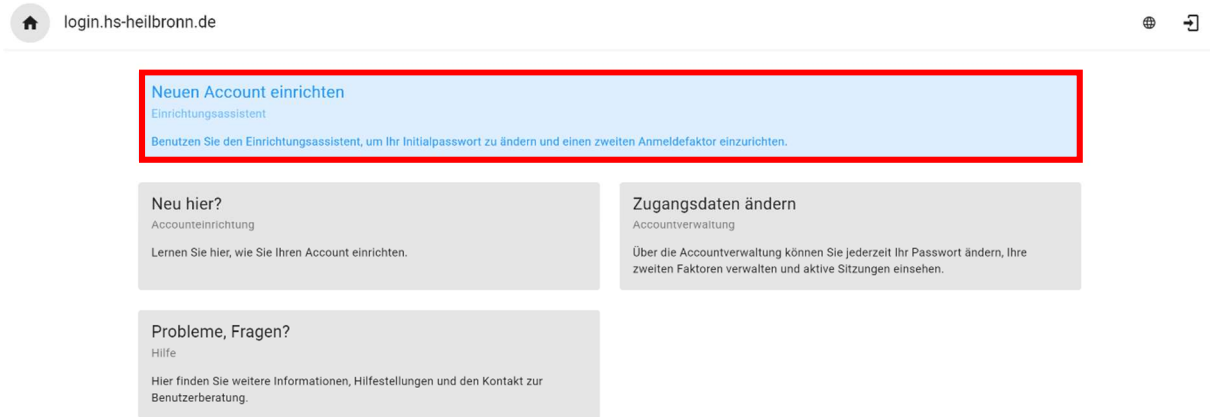 login.hs-heilbronn.de
Neuen Account einrichten
Einrichtungsassistent
Benutzen Sie den Einrichtungsassistent, um Ihr Initialpasswort zu ändern und einen zweiten Anmeldefaktor einzurichten.
Neu hier?
Accounteinrichtung
Lernen Sie hier, wie Sie Ihren Account einrichten.
Zugangsdaten ändern
Accountverwaltung
Über die Accountverwaltung können Sie jederzeit Ihr Passwort ändern, Ihre
zweiten Faktoren verwalten und aktive Sitzungen einsehen.
Probleme, Fragen?
Hilfe
Hier finden Sie weitere Informationen, Hilfestellungen und den Kontakt zur
Benutzerberatung.